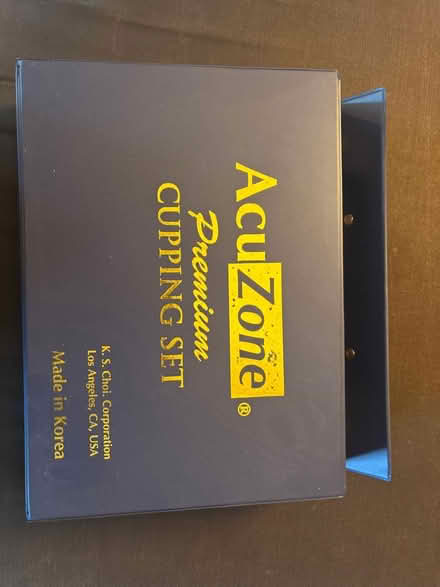 AcuZone®
Premium
CUPPING SET
K. S. Choi. Corporation
Los Angeles, CA, USA
Made in Korea